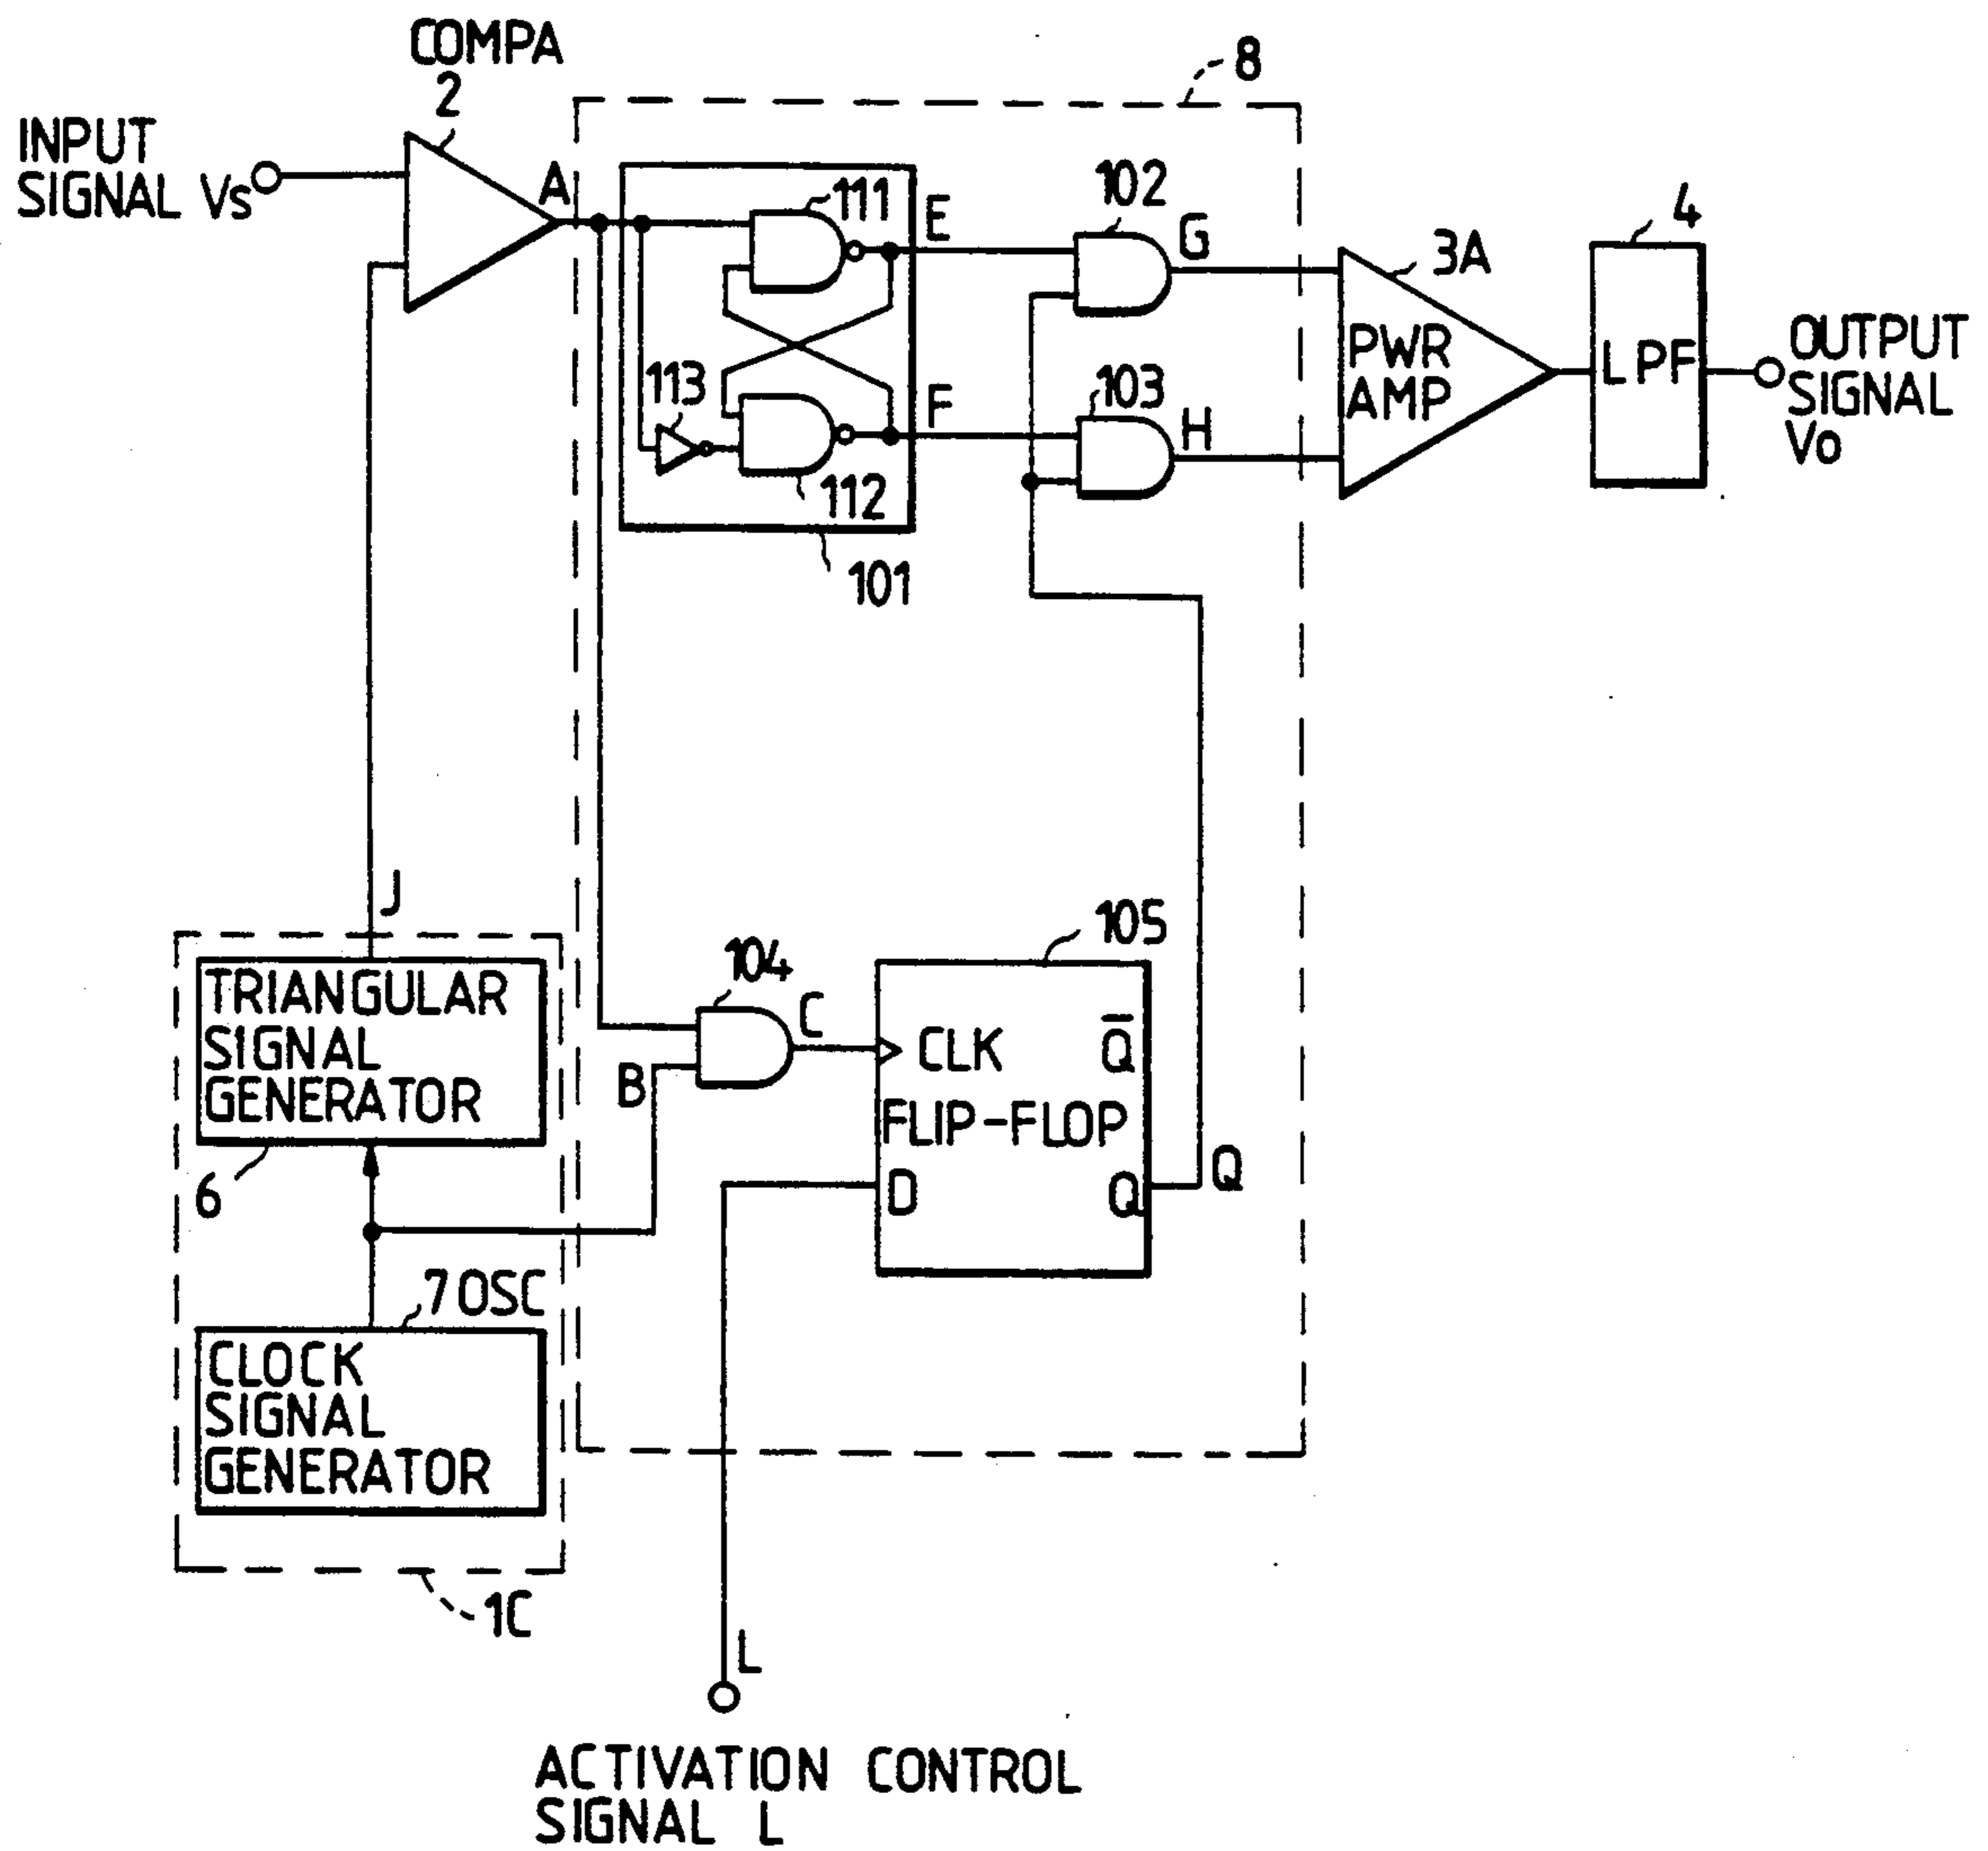 COMPA
2
8
INPUT
SIGNAL Vs
A
111
E
102
G
3A
4
PWR
AMP
LPF
OUTPUT
SIGNAL
Vo
113
F
103
H
112
101
J
TRIANGULAR
SIGNAL
GENERATOR
6
104
C
B
105
CLK
Q̅
FLIP-FLOP
D
Q
Q
7 OSC
CLOCK
SIGNAL
GENERATOR
1C
L
ACTIVATION CONTROL
SIGNAL L